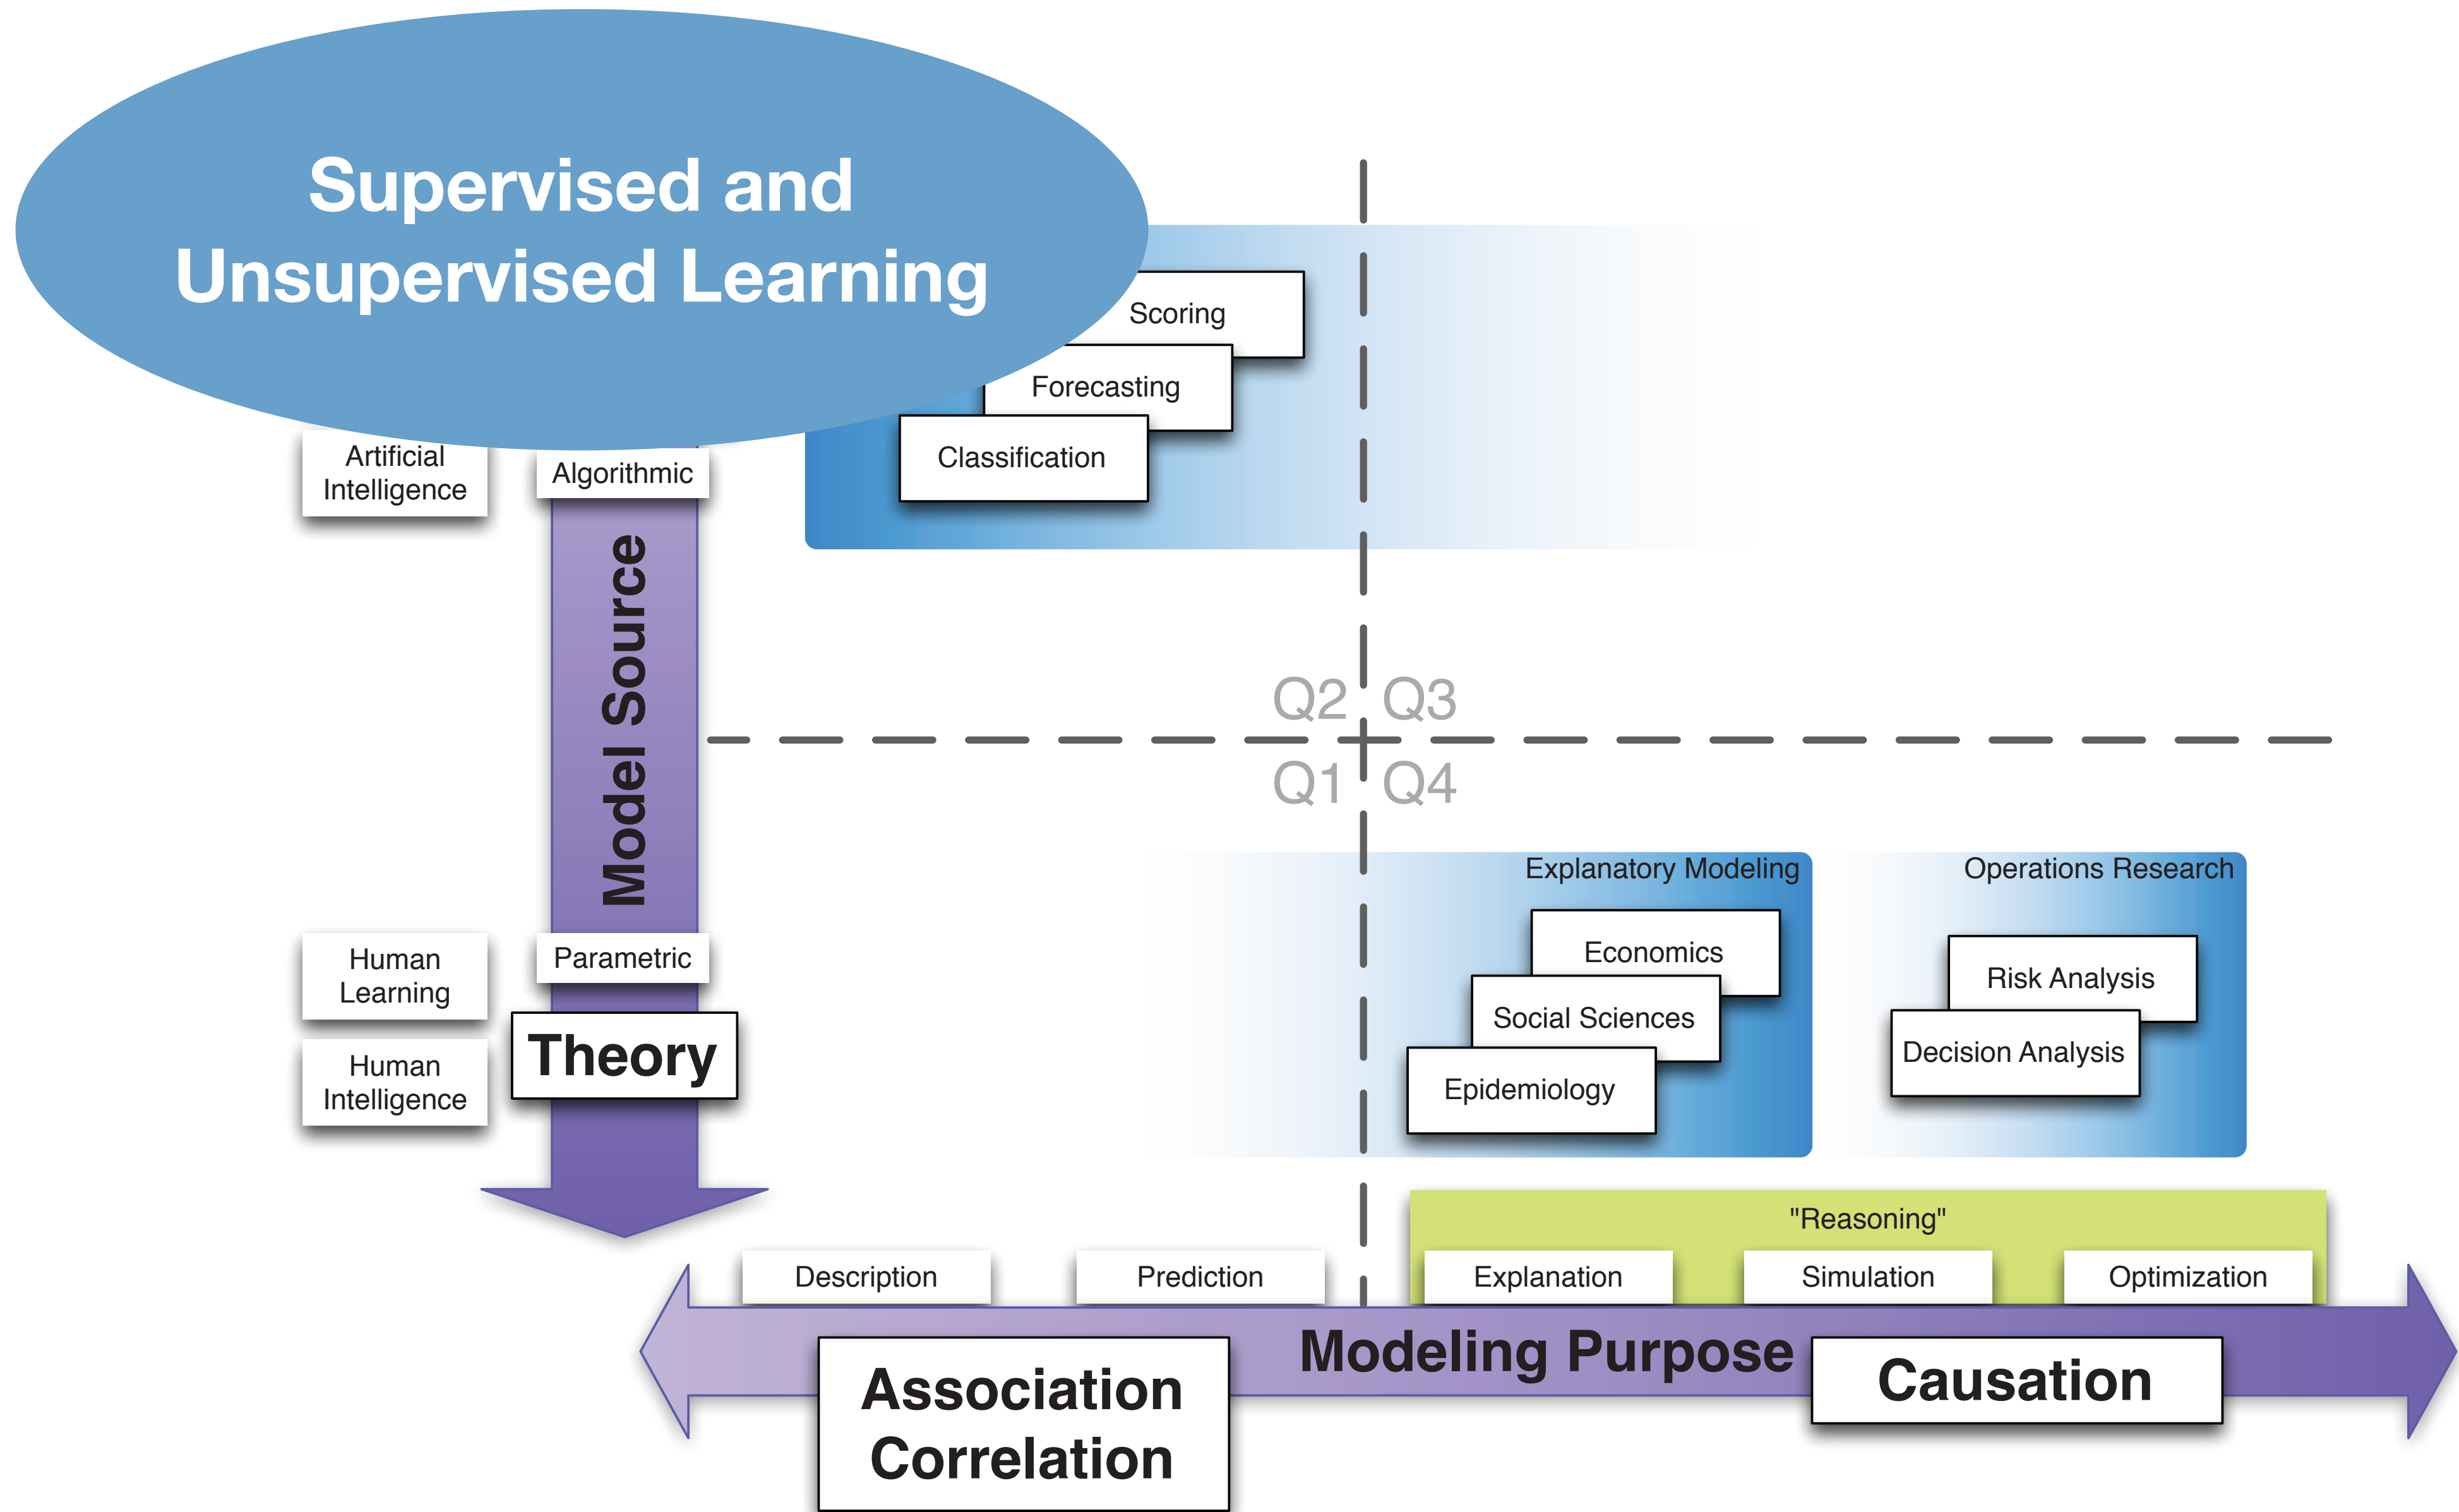 Supervised and
Unsupervised Learning
Scoring
Forecasting
Classification
Artificial
Intelligence
Algorithmic
Model Source
Q2
Q3
Q1
Q4
Explanatory Modeling
Operations Research
Economics
Social Sciences
Epidemiology
Risk Analysis
Decision Analysis
Human
Learning
Parametric
Theory
Human
Intelligence
"Reasoning"
Description
Prediction
Explanation
Simulation
Optimization
Modeling Purpose
Association
Correlation
Causation